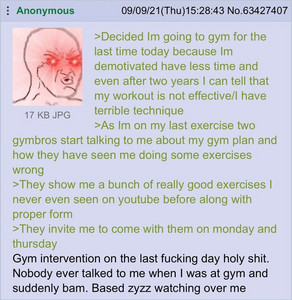 Anonymous 09/09/21(Thu)15:28:43 No.63427407
>Decided Im going to gym for the
last time today because Im
demotivated have less time and
even after two years I can tell that
my workout is not effective/I have
terrible technique
17 KB JPG
>As Im on my last exercise two
gymbros start talking to me about my gym plan and
how they have seen me doing some exercises
wrong
>They show me a bunch of really good exercises I
never even seen on youtube before along with
proper form
>They invite me to come with them on monday and
thursday
Gym intervention on the last fucking day holy shit.
Nobody ever talked to me when I was at gym and
suddenly bam. Based zyzz watching over me